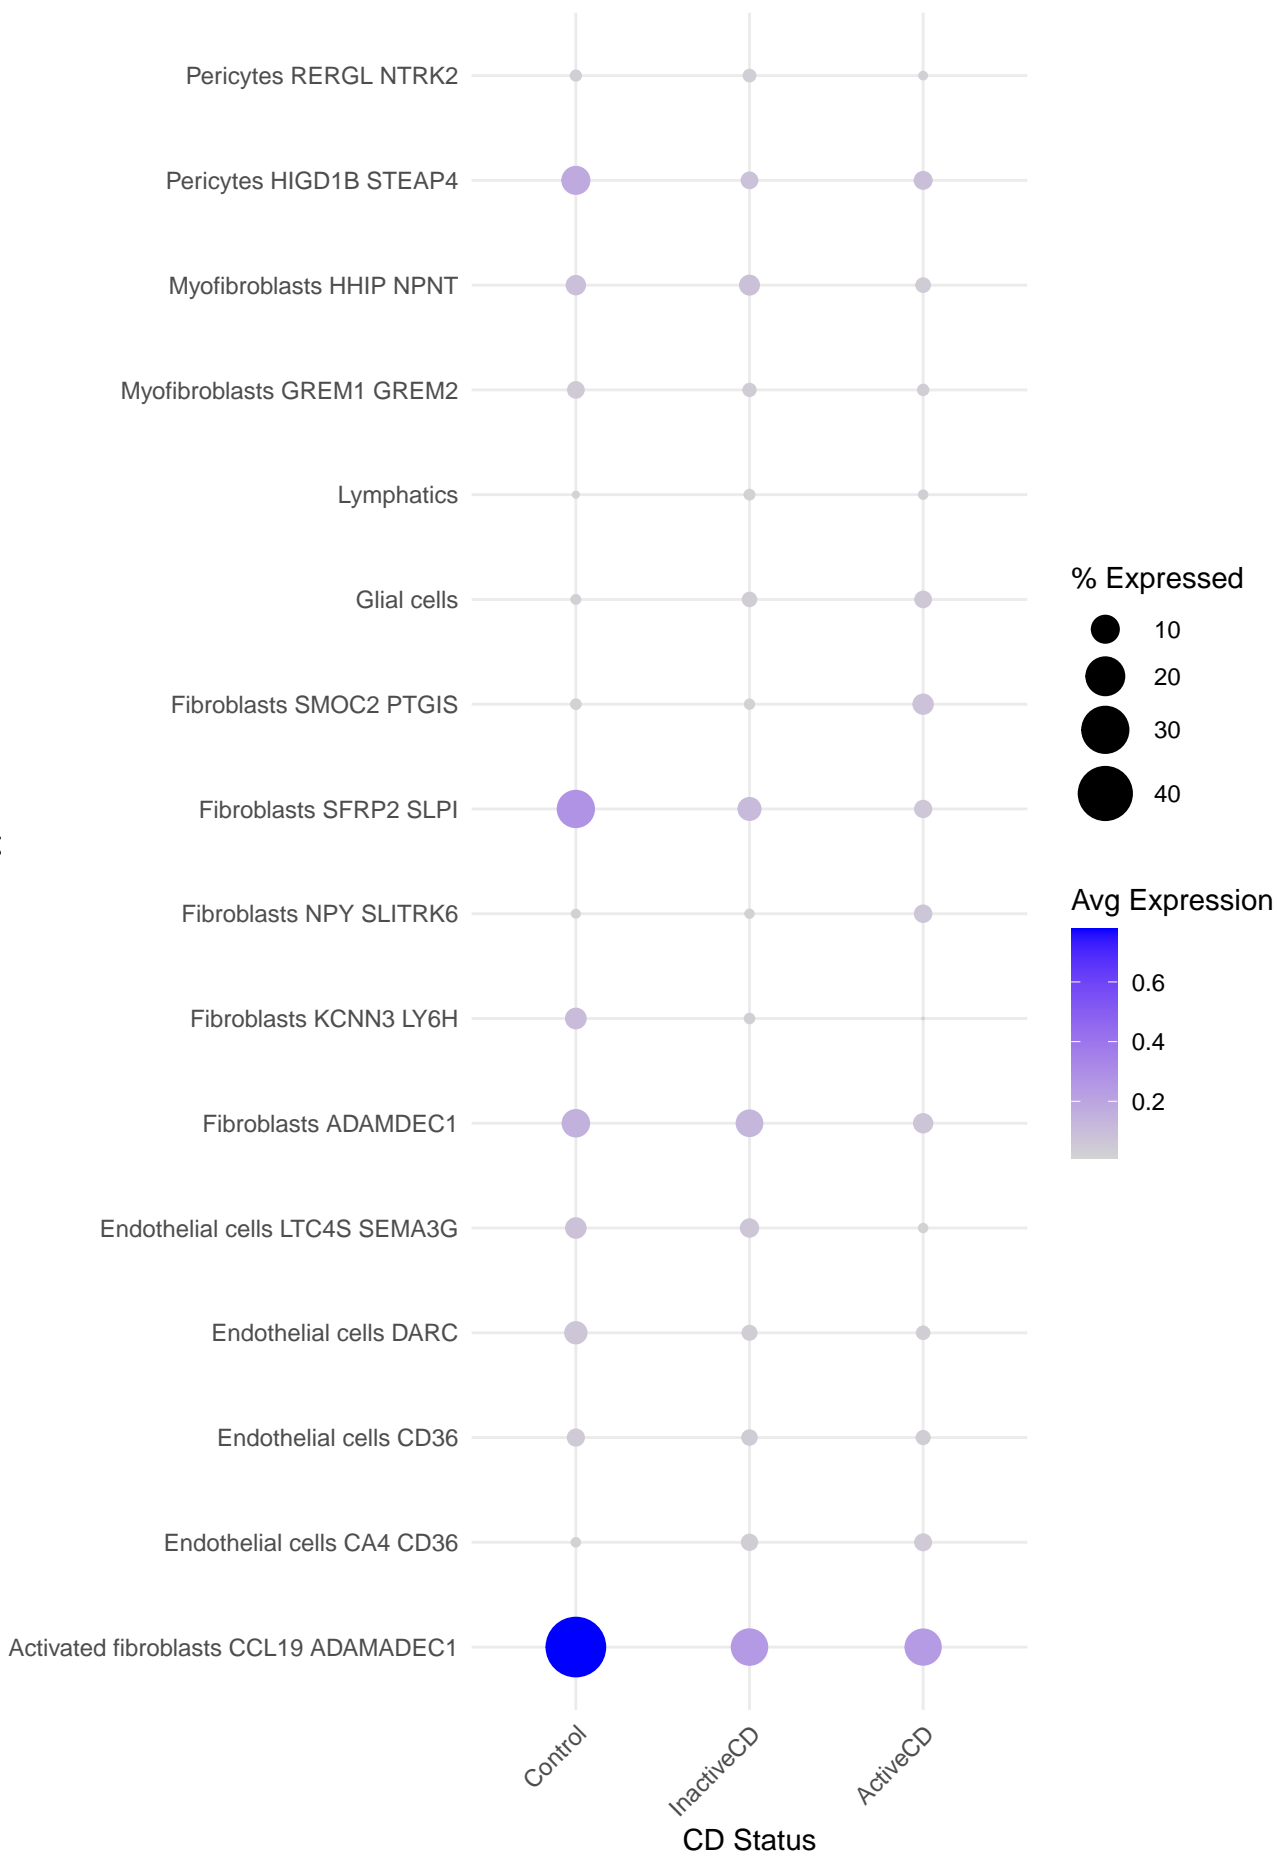 Pericytes RERGL NTRK2
Pericytes HIGD1B STEAP4
Myofibroblasts HHIP NPNT
Myofibroblasts GREM1 GREM2
Lymphatics
Glial cells
Fibroblasts SMOC2 PTGIS
Fibroblasts SFRP2 SLPI
Fibroblasts NPY SLITRK6
Fibroblasts KCNN3 LY6H
Fibroblasts ADAMDEC1
Endothelial cells LTC4S SEMA3G
Endothelial cells DARC
Endothelial cells CD36
Endothelial cells CA4 CD36
Activated fibroblasts CCL19 ADAMADEC1
Control
InactiveCD
ActiveCD
CD Status
% Expressed
10
20
30
40
Avg Expression
0.6
0.4
0.2